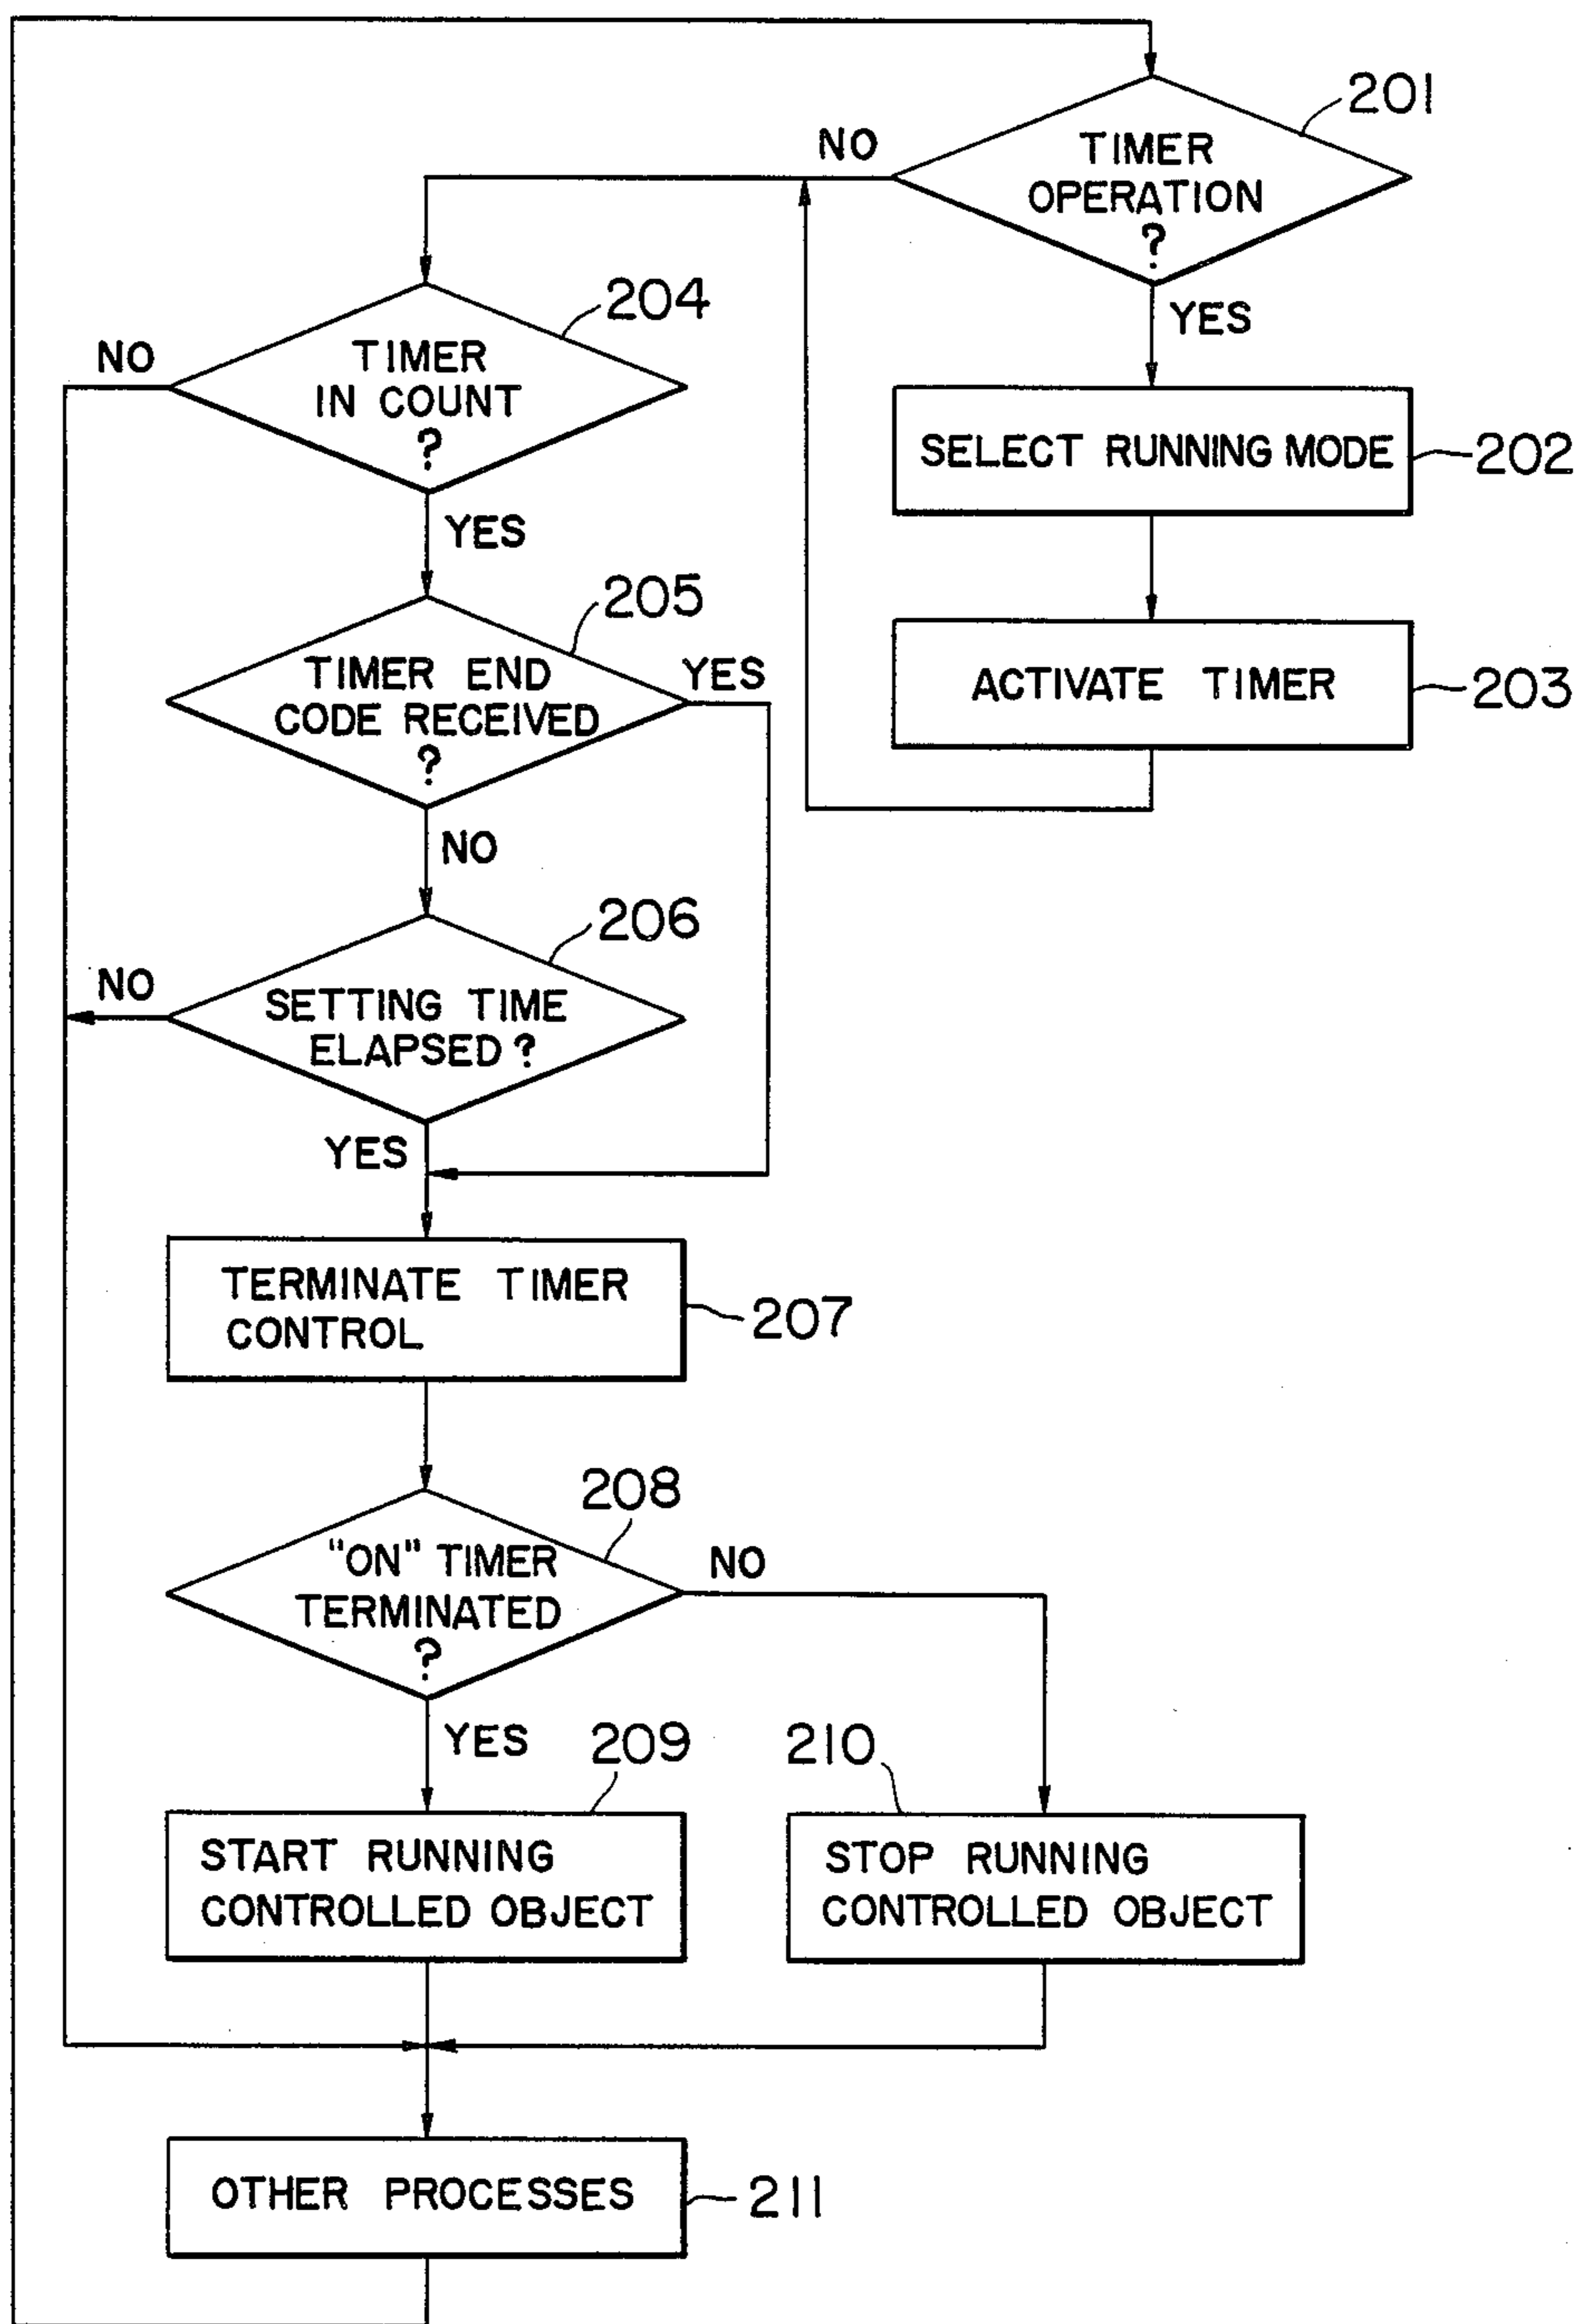 201
TIMER
OPERATION
?
NO
YES
204
TIMER
IN COUNT
?
NO
YES
SELECT RUNNING MODE
202
205
TIMER END
CODE RECEIVED
?
YES
NO
ACTIVATE TIMER
203
206
SETTING TIME
ELAPSED?
NO
YES
TERMINATE TIMER
CONTROL
207
208
"ON" TIMER
TERMINATED
?
NO
YES
209
START RUNNING
CONTROLLED OBJECT
210
STOP RUNNING
CONTROLLED OBJECT
OTHER PROCESSES
211